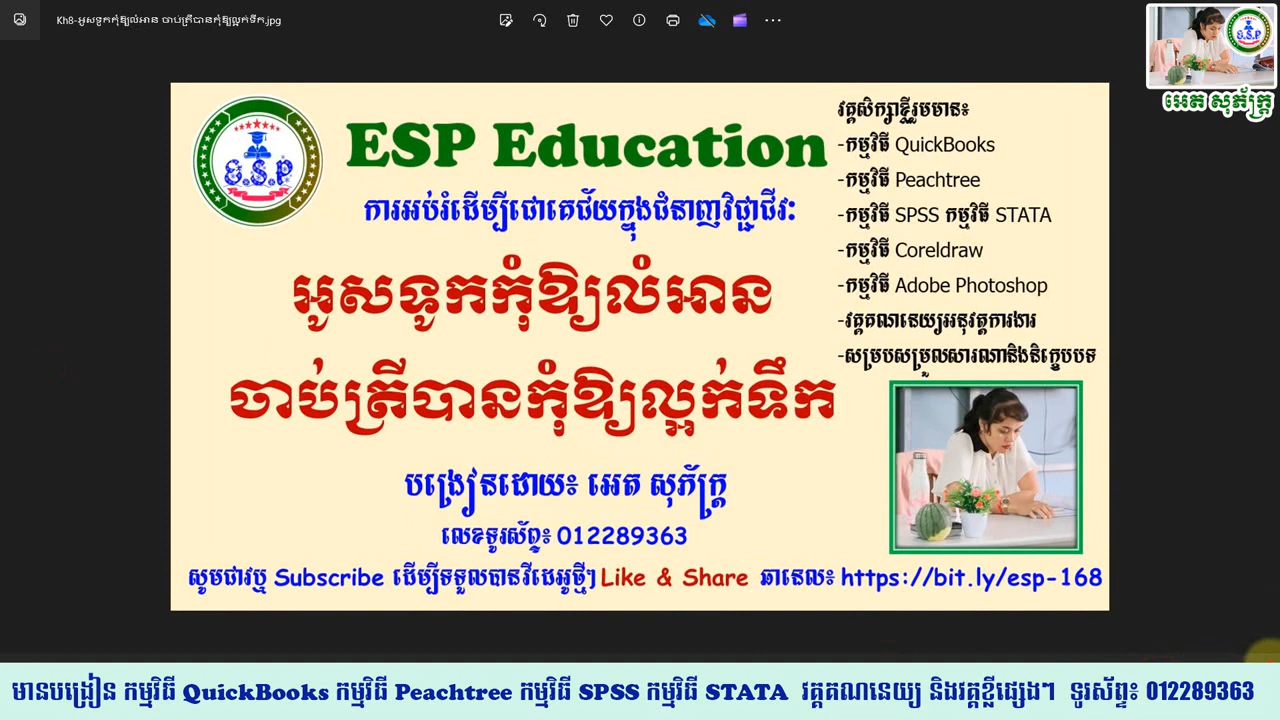 Kh8-អូសទូកកុំឱ្យលំអាន ចាប់ត្រីបានកុំឱ្យល្អក់ទឹក.jpg
អេត សុភ័ក្ត្រ
ESP Education
ការអប់រំដើម្បីជោគជ័យក្នុងជំនាញវិជ្ជាជីវៈ
អូសទូកកុំឱ្យលំអាន
ចាប់ត្រីបានកុំឱ្យល្អក់ទឹក
បង្រៀនដោយ៖ អេត សុភ័ក្ត្រ
លេខទូរស័ព្ទ៖ 012289363
វគ្គសិក្សាខ្លីរួមមាន៖
-កម្មវិធី QuickBooks
-កម្មវិធី Peachtree
-កម្មវិធី SPSS កម្មវិធី STATA
-កម្មវិធី Coreldraw
-កម្មវិធី Adobe Photoshop
-វគ្គគណនេយ្យអនុវត្តការងារ
-សម្របសម្រួលសារណានិងនិក្ខេបបទ
សូមជាវប្ឬ Subscribe ដើម្បីទទួលបានវីដេអូថ្មីៗ Like & Share ឆានេល៖ https://bit.ly/esp-168
មានបង្រៀន កម្មវិធី QuickBooks កម្មវិធី Peachtree កម្មវិធី SPSS កម្មវិធី STATA វគ្គគណនេយ្យ និងវគ្គខ្លីផ្សេងៗ ទូរស័ព្ទ៖ 012289363